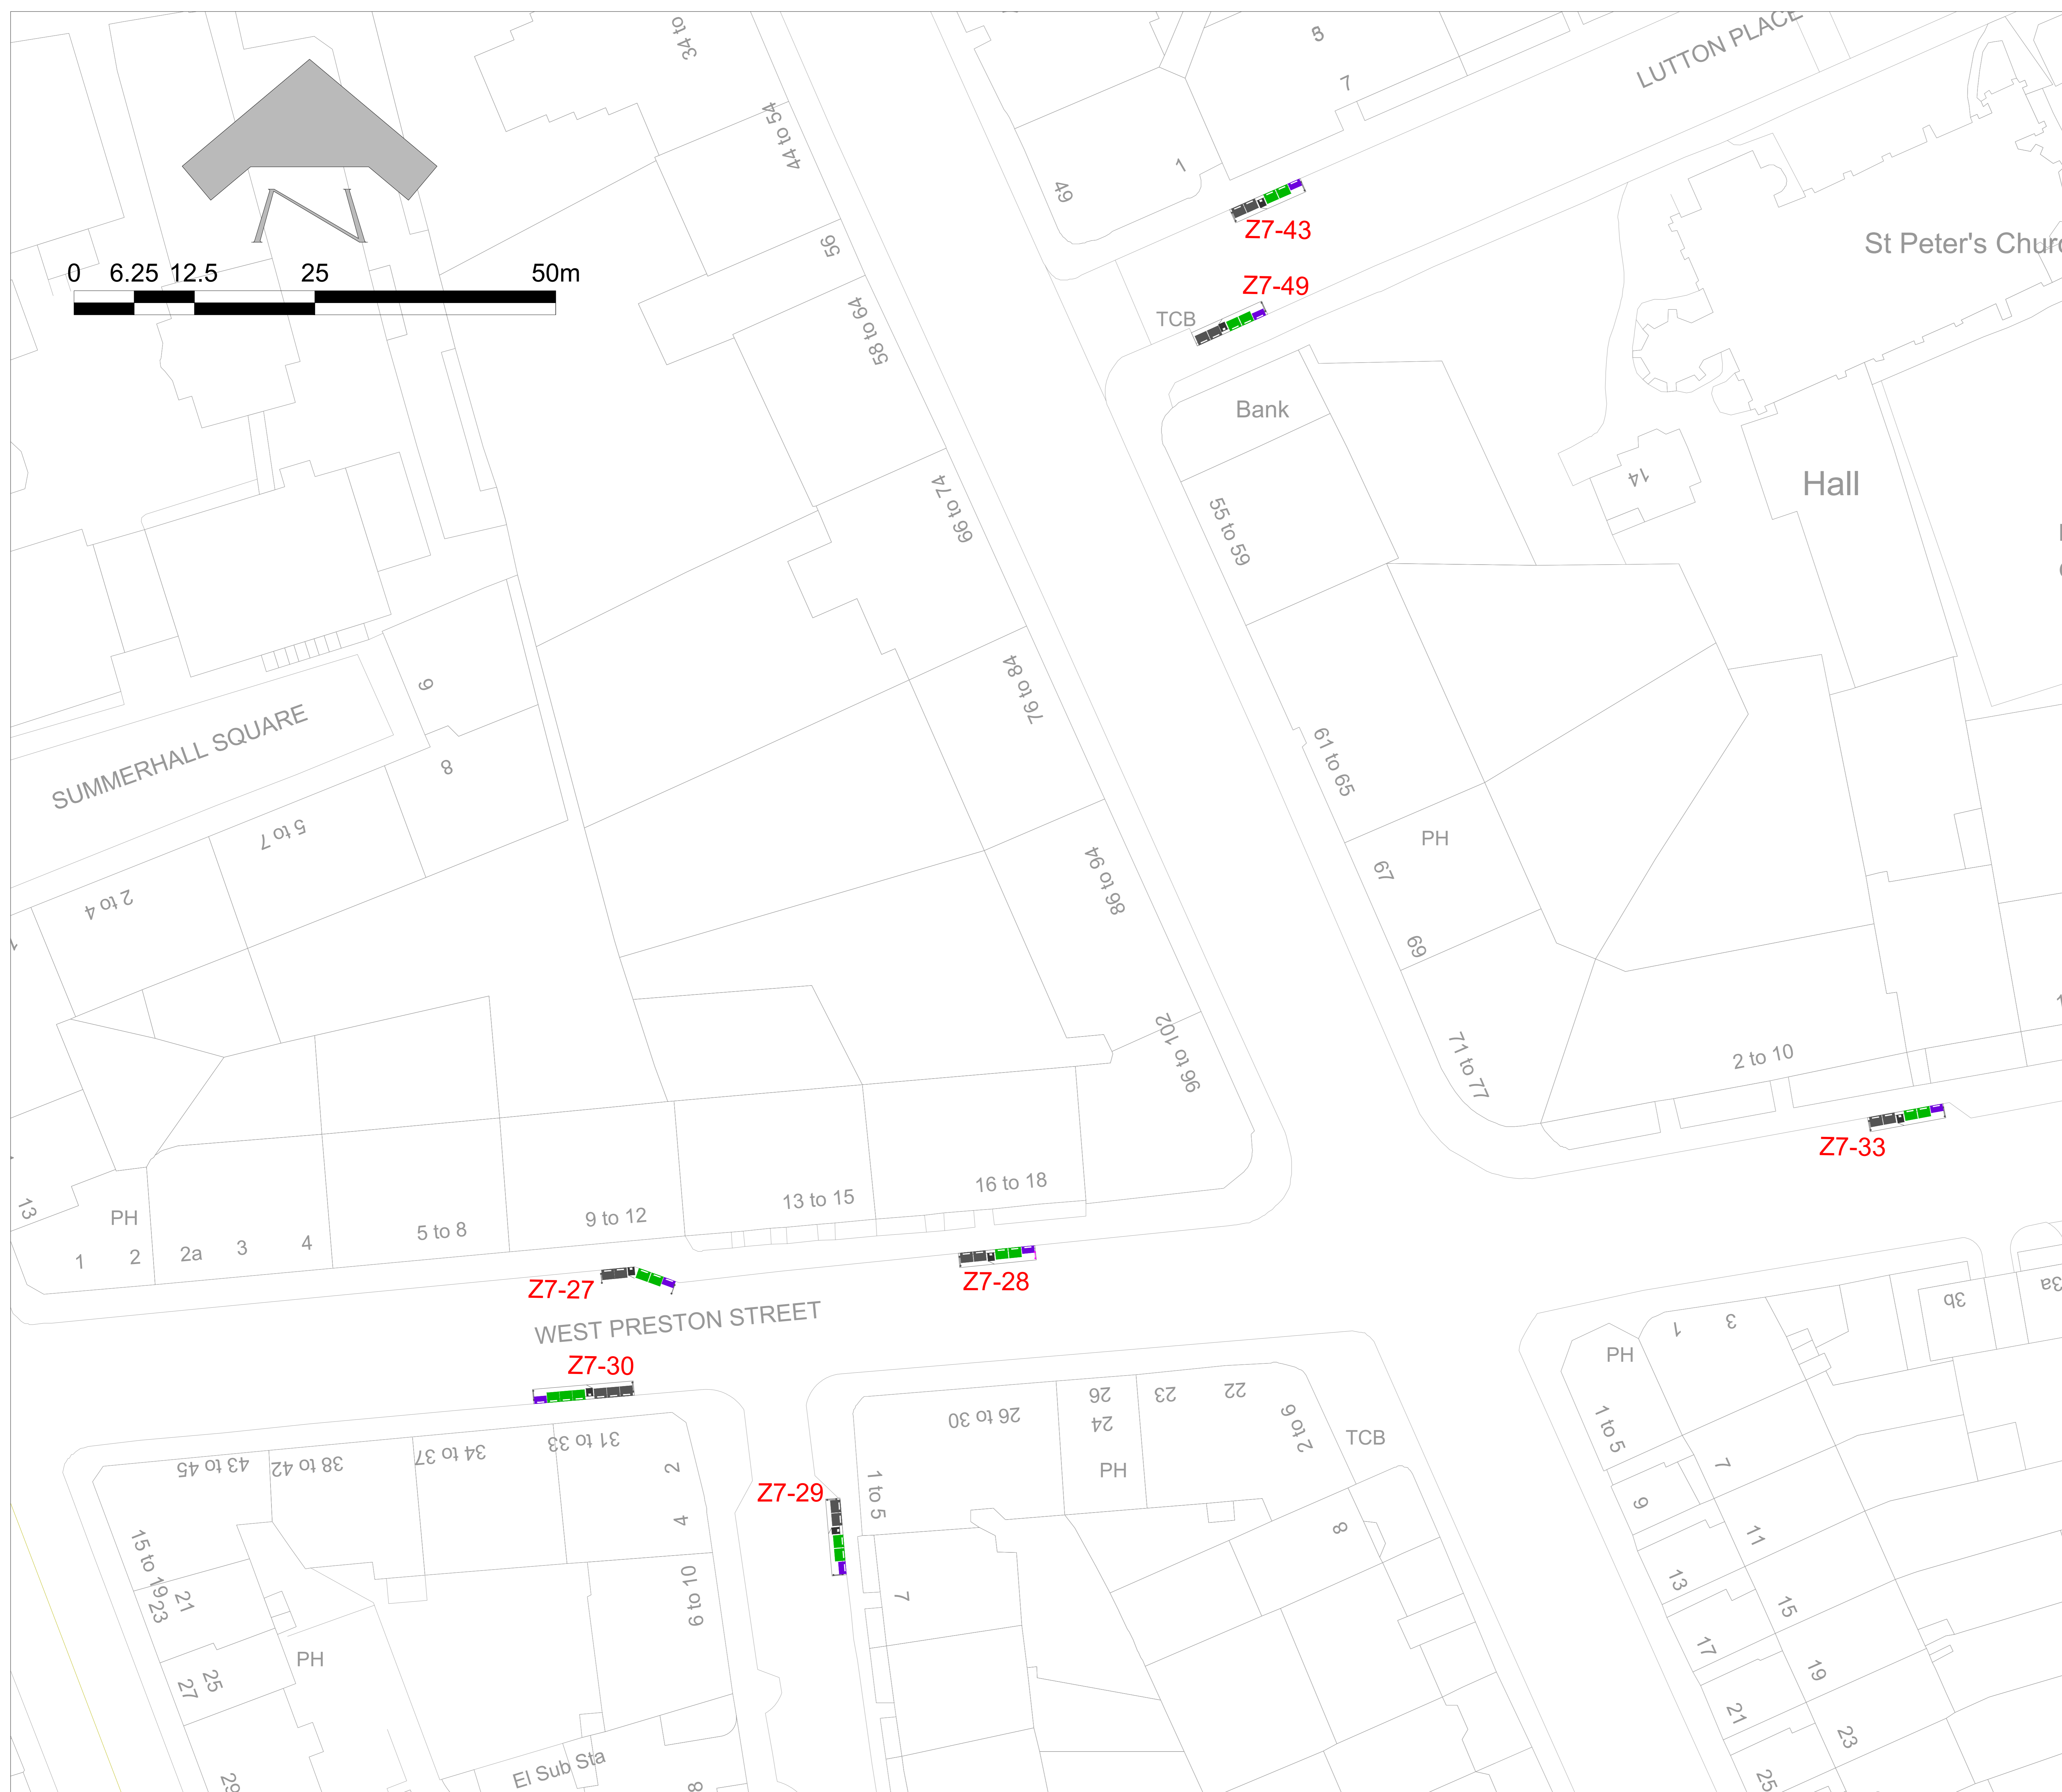 34 to
8
7
LUTTON PLACE
44 to 54
49
1
Z7-43
56
St Peter's Churc
0 6.25 12.5 25 50m
Z7-49
TCB
58 to 64
Bank
14
Hall
66 to 74
55 to 59
9
76 to 84
SUMMERHALL SQUARE
8
61 to 65
5 to 7
PH
67
86 to 94
2 to 4
69
96 to 102
71 to 77
2 to 10
Z7-33
13
PH
1
2
2a
3
4
5 to 8
9 to 12
13 to 15
16 to 18
Z7-27
Z7-28
WEST PRESTON STREET
Z7-30
3b
3a
1
3
PH
26 to 30
26
24
23
22
2 to 6
TCB
PH
1 to 5
43 to 45
38 to 42
34 to 37
31 to 33
2
4
Z7-29
1 to 5
7
9
8
11
15 to 19
21
23
6 to 10
7
13
15
PH
25
27
17
19
21
23
El Sub Sta
29
8
25